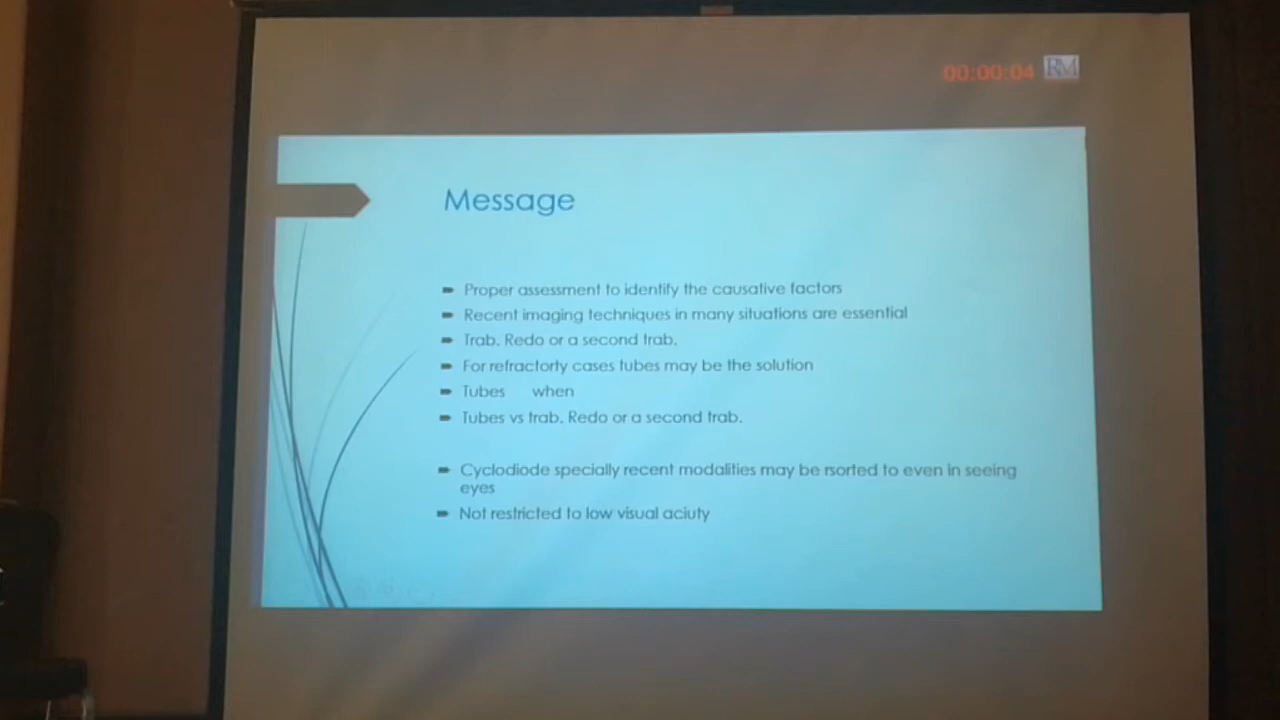 00:00:04 RM
Message
Proper assessment to identify the causative factors
Recent imaging techniques in many situations are essential
Trab. Redo or a second trab.
For refractorty cases tubes may be the solution
Tubes when
Tubes vs trab. Redo or a second trab.
Cyclodiode specially recent modalities may be rsorted to even in seeing
eyes
Not restricted to low visual aciuty